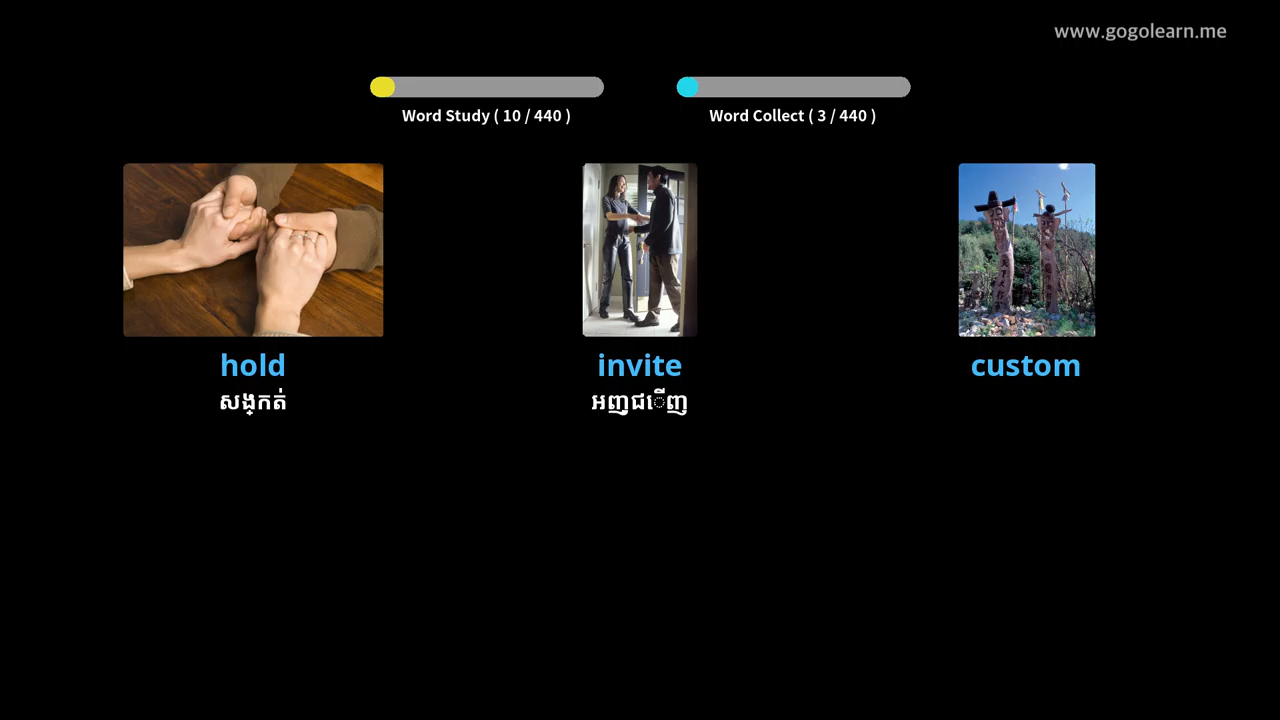 www.gogolearn.me
Word Study ( 10 / 440 )
Word Collect ( 3 / 440 )
hold
សង្កត់
invite
អញ្ជើញ
custom